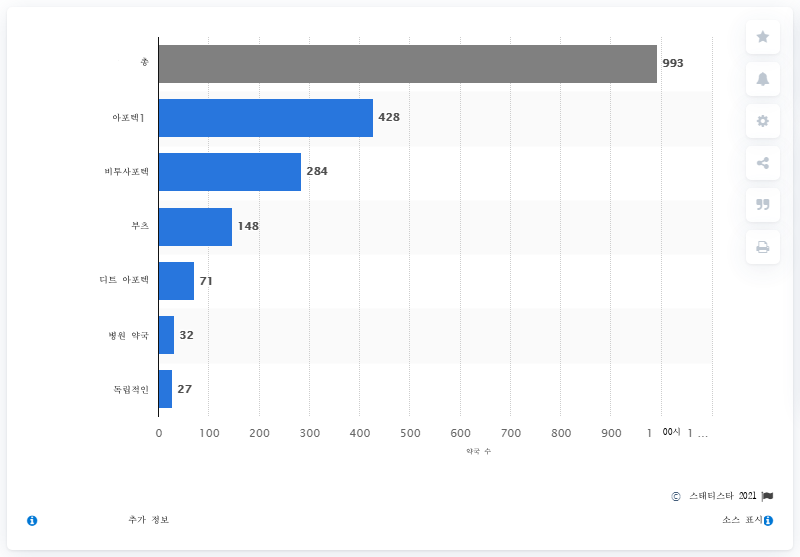 총 993
아포텍1 428
비투사포텍 284
부츠 148
디트 아포텍 71
병원 약국 32
독립적인 27
0 100 200 300 400 500 600 700 800 900 1 00시 1 ...
약국 수
© 스태티스타 2021
추가 정보 소스 표시